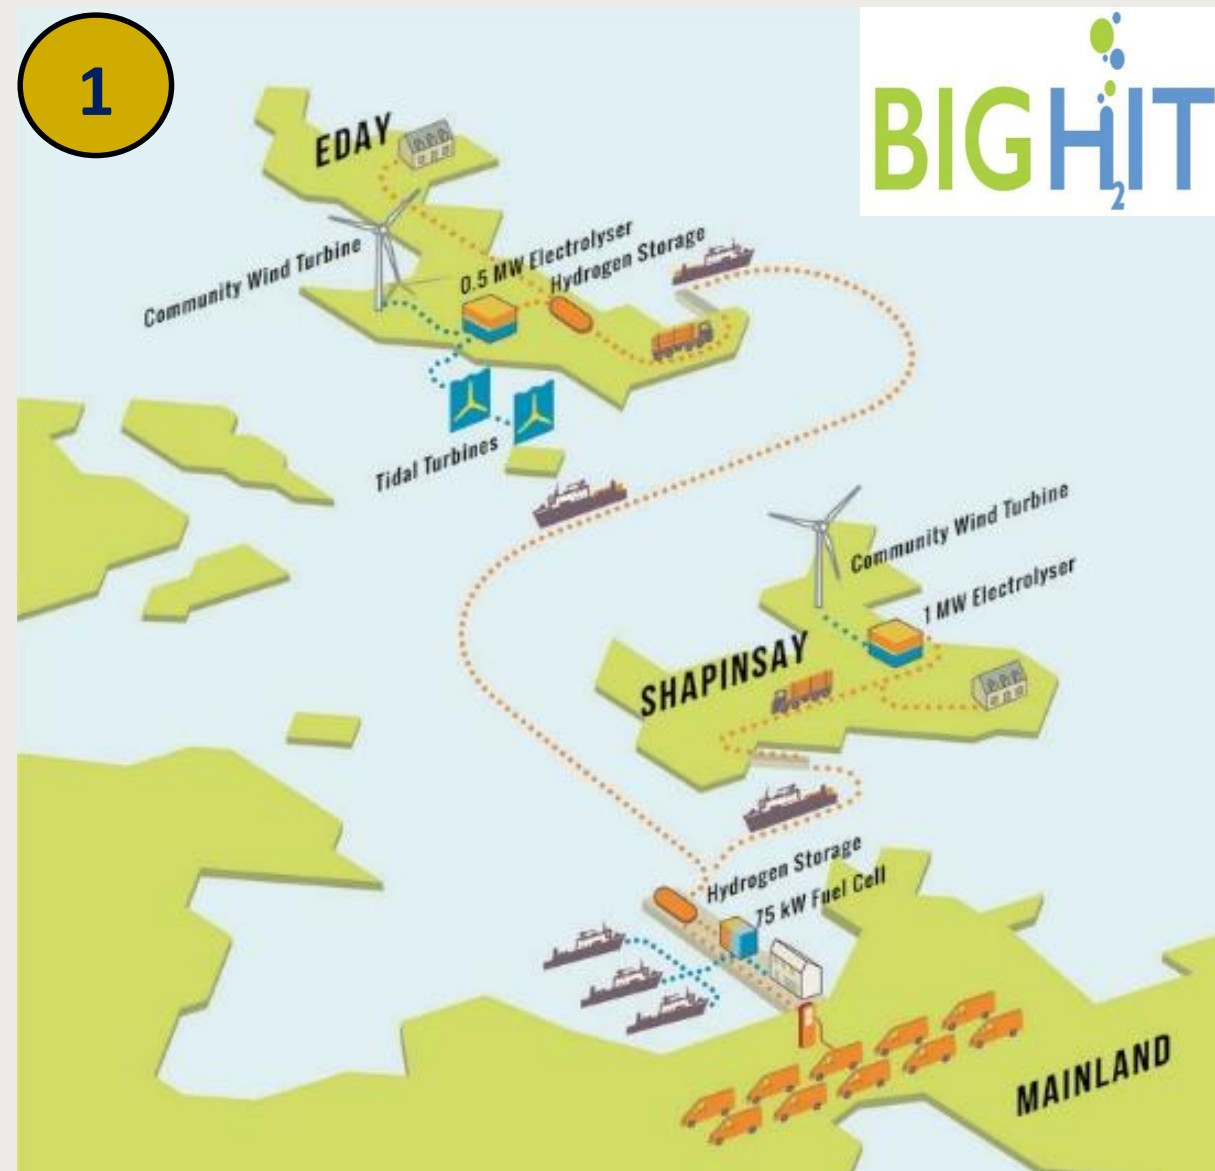 1
BIGH2IT
EDAY
Community Wind Turbine
0.5 MW Electrolyser
Hydrogen Storage
Tidal Turbines
Community Wind Turbine
1 MW Electrolyser
SHAPINSAY
Hydrogen Storage
75 kW Fuel Cell
MAINLAND